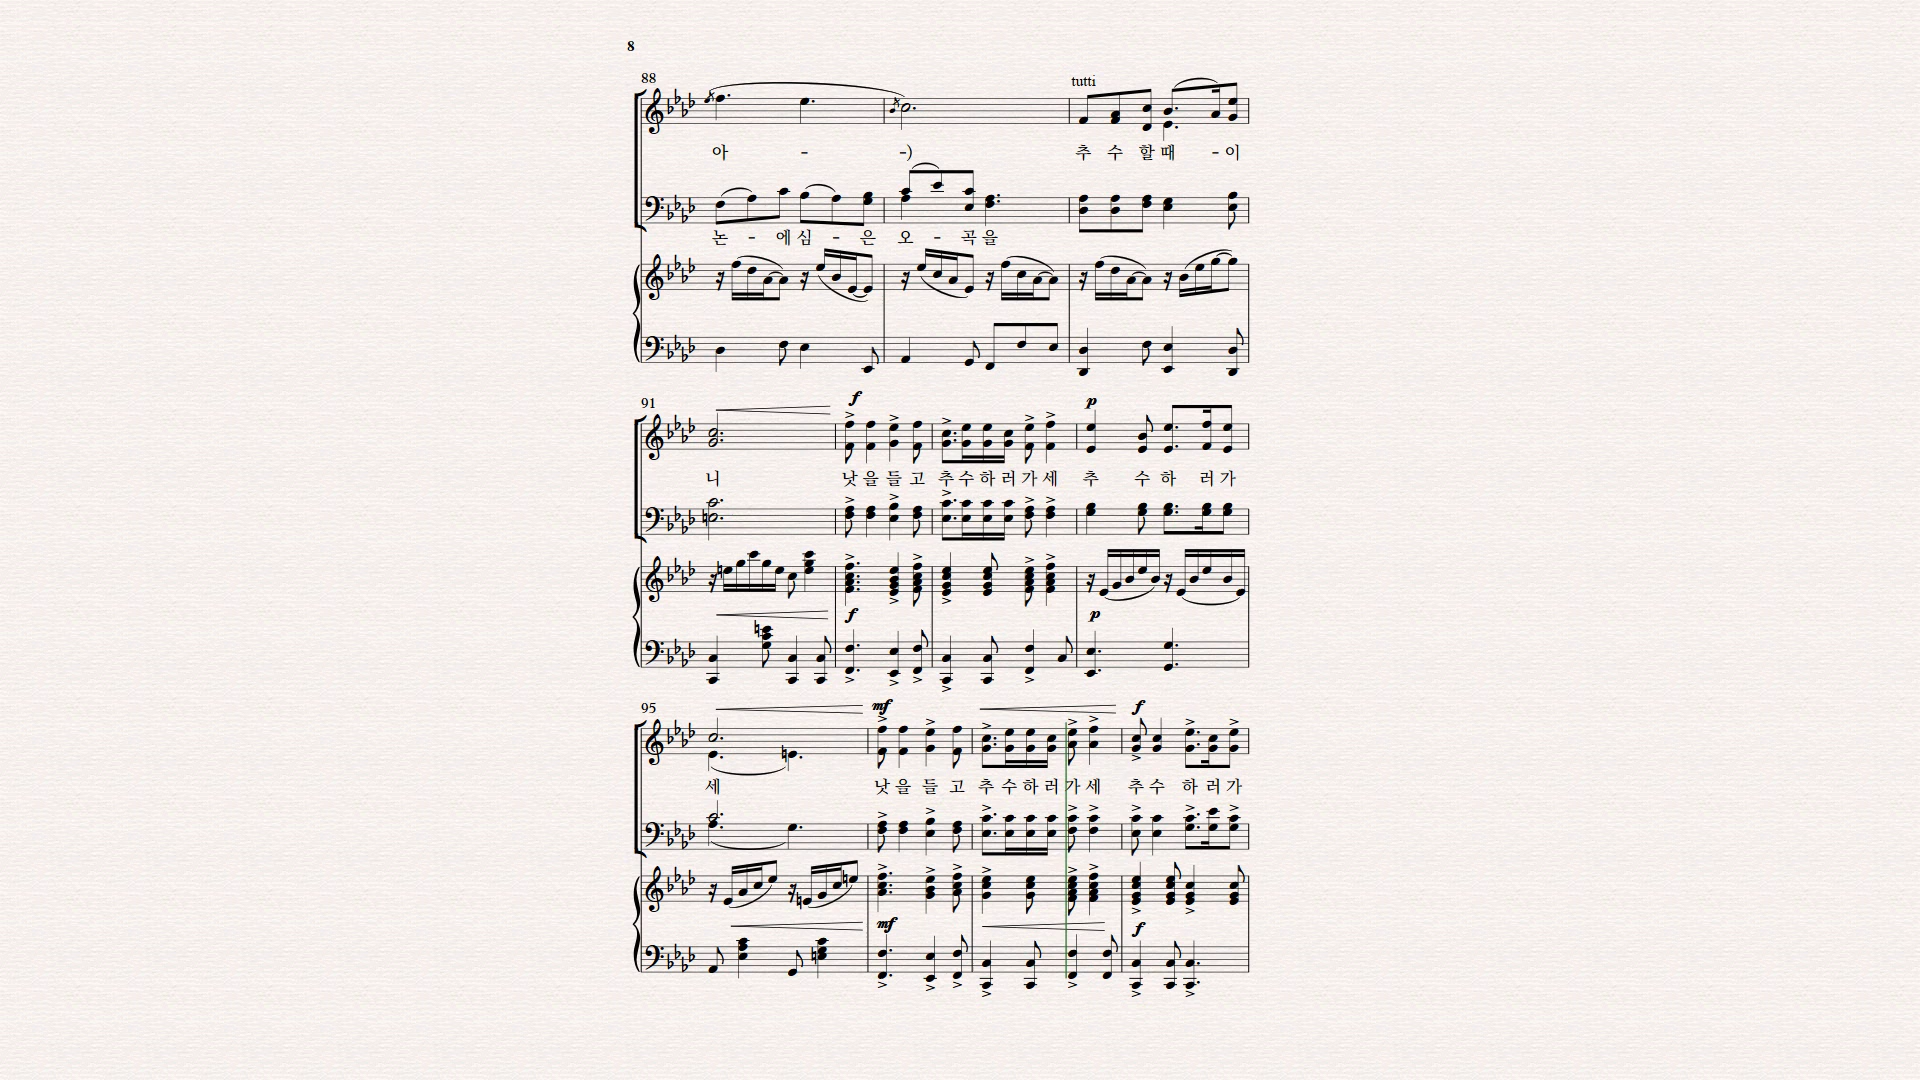 8
88
tutti
아 - -) 추 수 할 때 - 이
논 - 에 심 - 은 오 - 곡 을
91
f
p
니 낫 을 들 고 추 수 하 러 가 세 추 수 하 러 가
f
p
95
mf
f
세 낫 을 들 고 추 수 하 러 가 세 추 수 하 러 가
mf
f